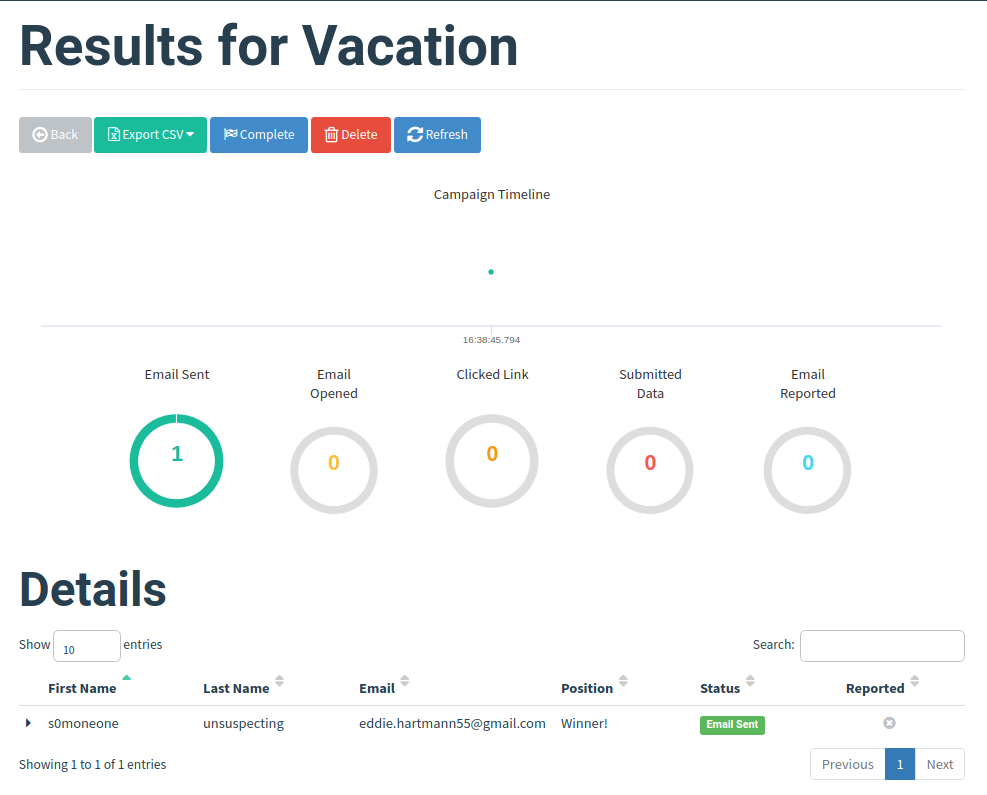 Results for Vacation
Back Export CSV Complete Delete Refresh
Campaign Timeline
16:38:45.794
Email Sent Email Opened Clicked Link Submitted Data Email Reported
1 0 0 0 0
Details
Show 10 entries Search:
First Name Last Name Email Position Status Reported
s0moneone unsuspecting eddie.hartmann55@gmail.com Winner! Email Sent
Showing 1 to 1 of 1 entries Previous 1 Next